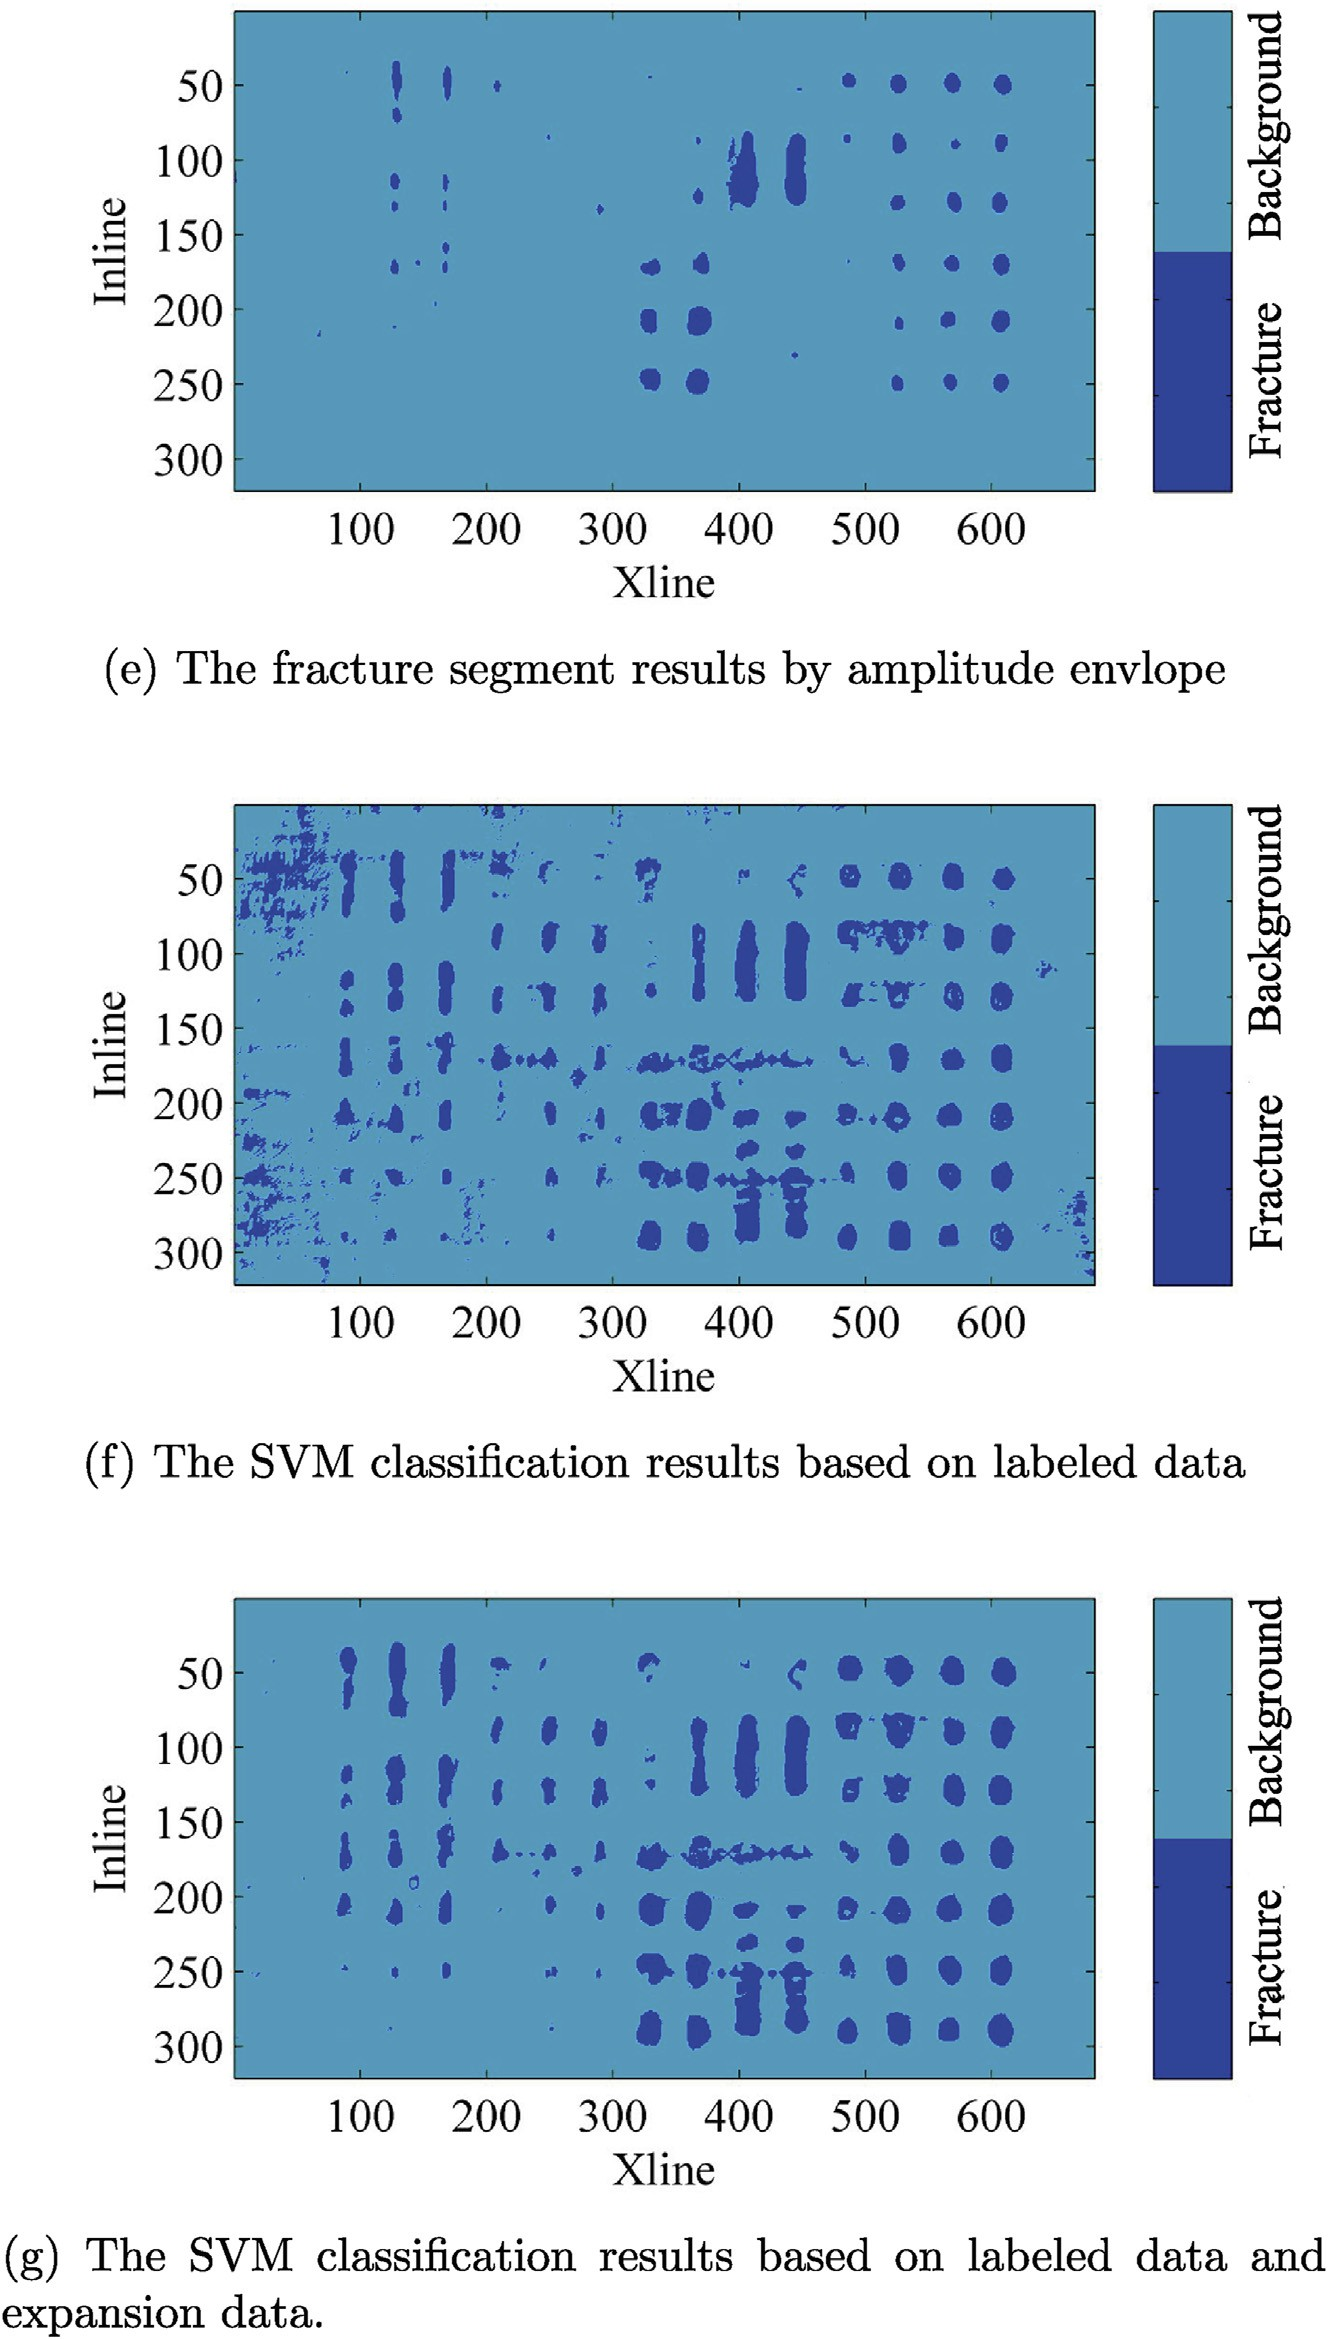 50
100
150
200
250
300
Inline
100 200 300 400 500 600
Xline
Background
Fracture
(e) The fracture segment results by amplitude envlope
50
100
150
200
250
300
Inline
100 200 300 400 500 600
Xline
Background
Fracture
(f) The SVM classification results based on labeled data
50
100
150
200
250
300
Inline
100 200 300 400 500 600
Xline
Background
Fracture
(g) The SVM classification results based on labeled data and
expansion data.